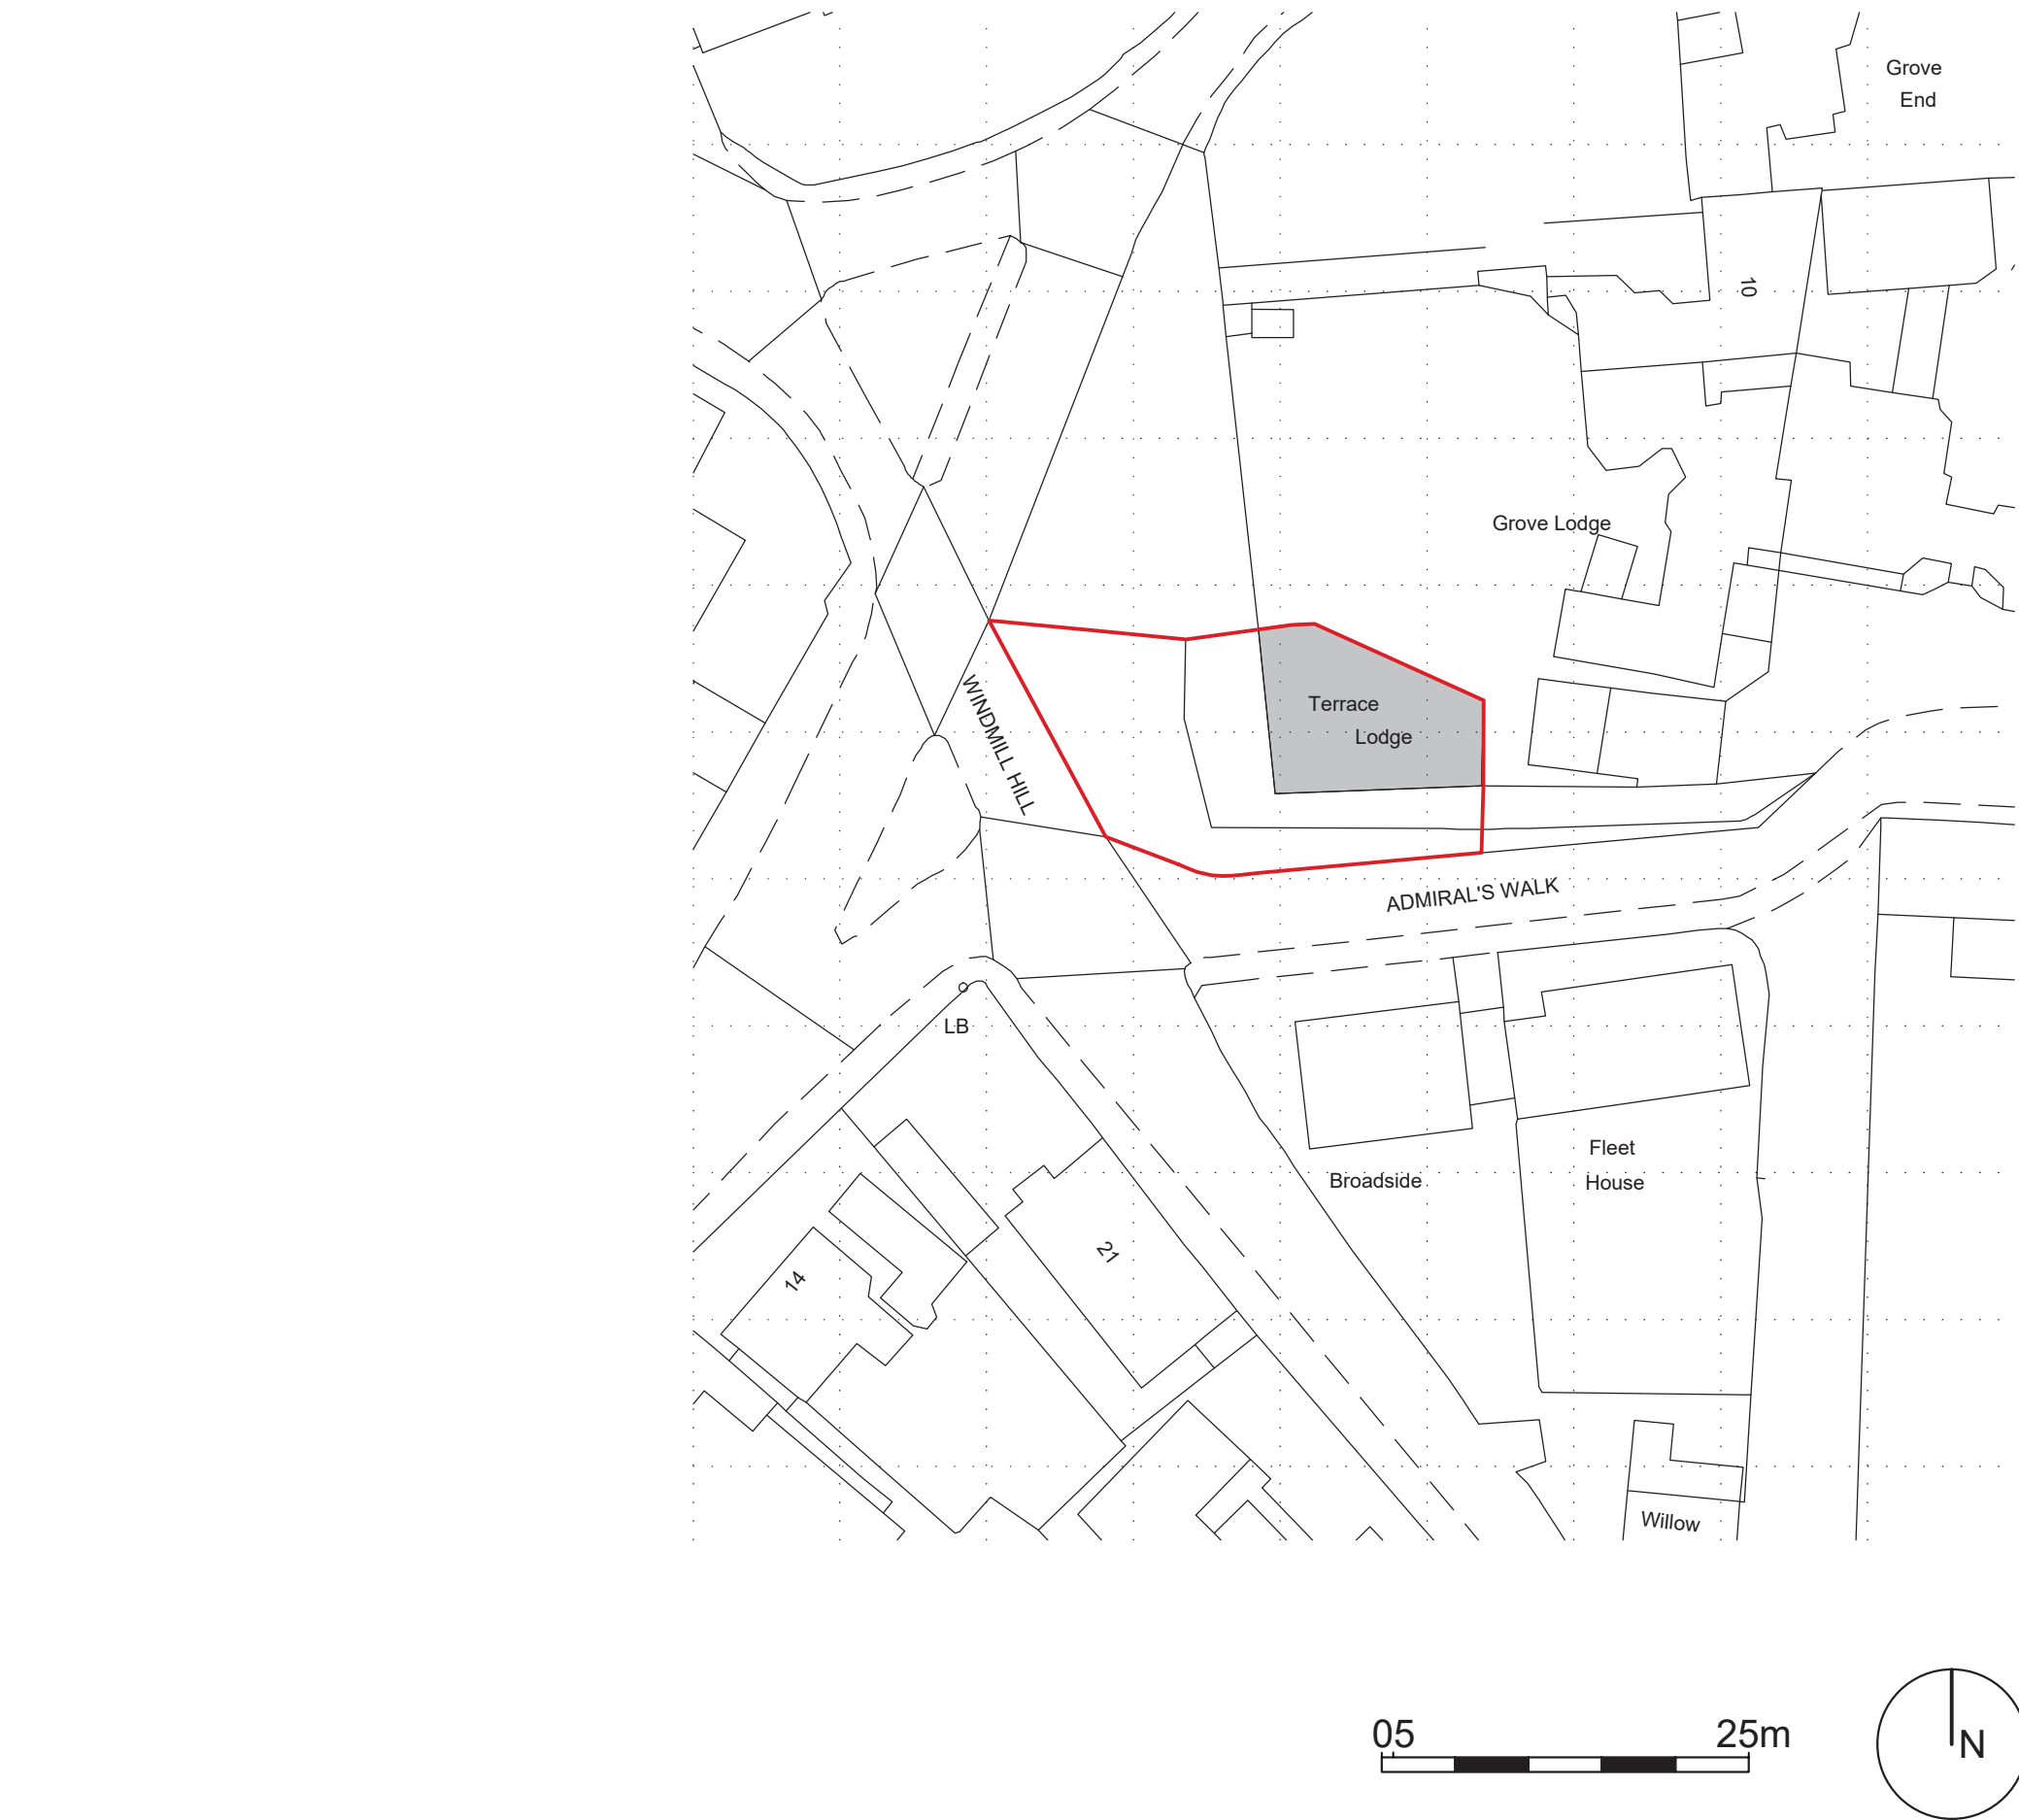 Grove
End
10
Grove Lodge
Terrace
Lodge
WINDMILL HILL
ADMIRAL'S WALK
LB
Fleet
House
Broadside
21
14
Willow
05
25m
N